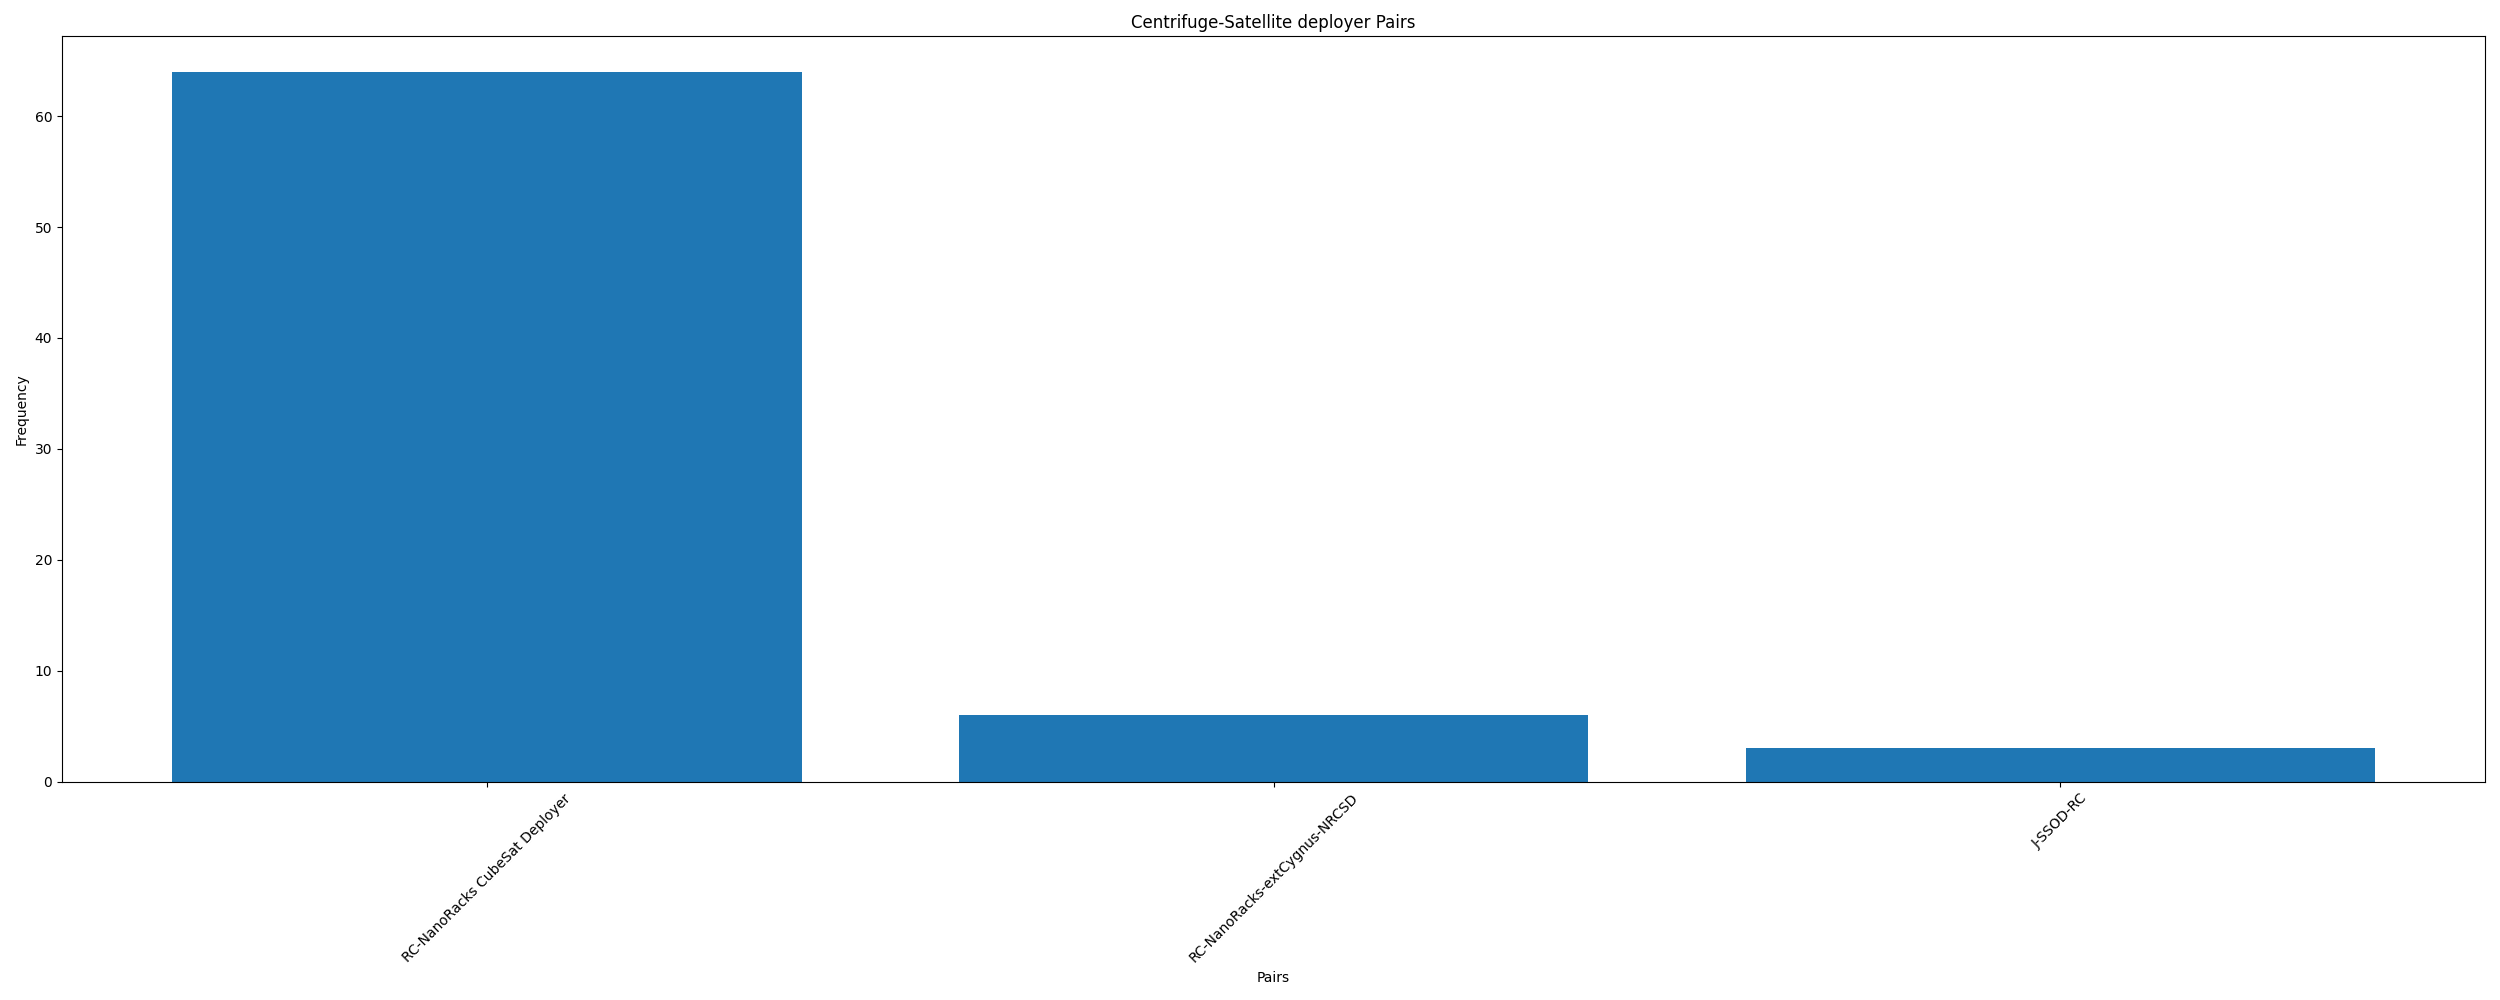 Centrifuge-Satellite deployer Pairs
Frequency
60
50
40
30
20
10
0
RC-NanoRacks CubeSat Deployer
RC-NanoRacks-extCygnus-NRCSD
J-SSOD-RC
Pairs